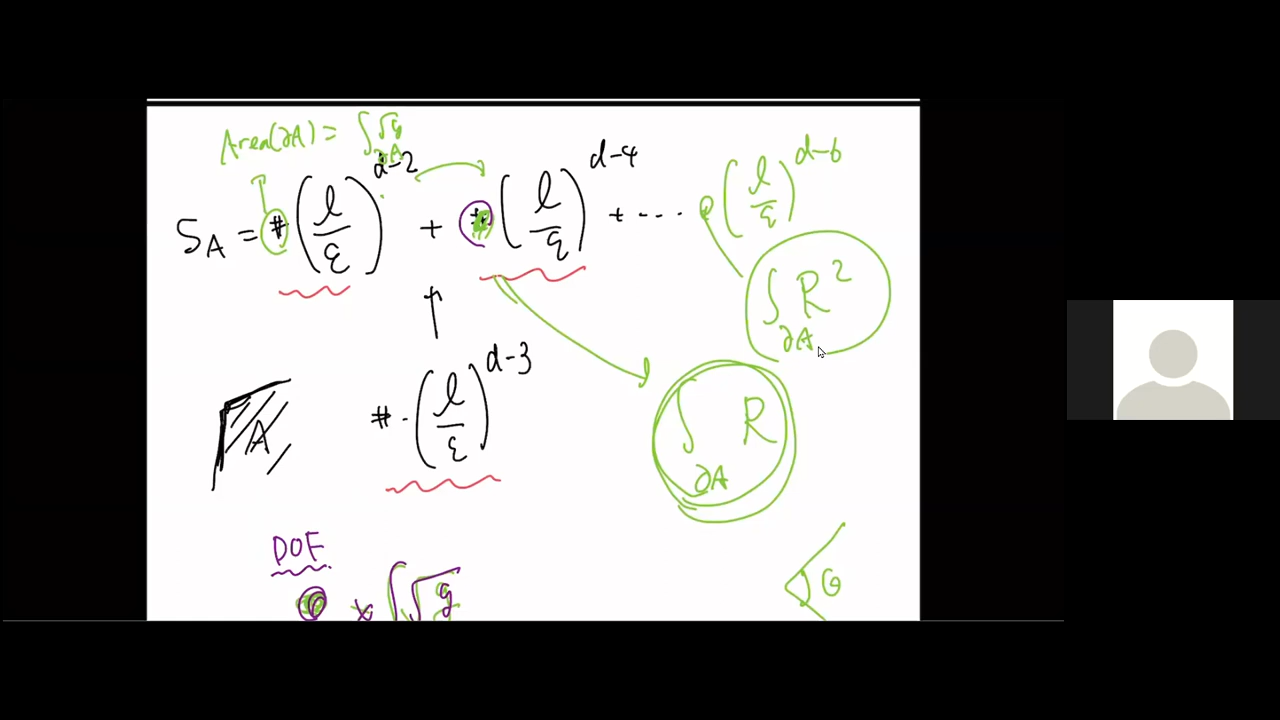 Area(∂A) = ∫_{∂A} √g
S_A = # (l/ε)^{d-2} + # (l/ε)^{d-4} + ··· (l/ε)^{d-6}
∫_{∂A} R²
# · (l/ε)^{d-3}
A
∫_{∂A} R
DOF
× ∫ √g
θ